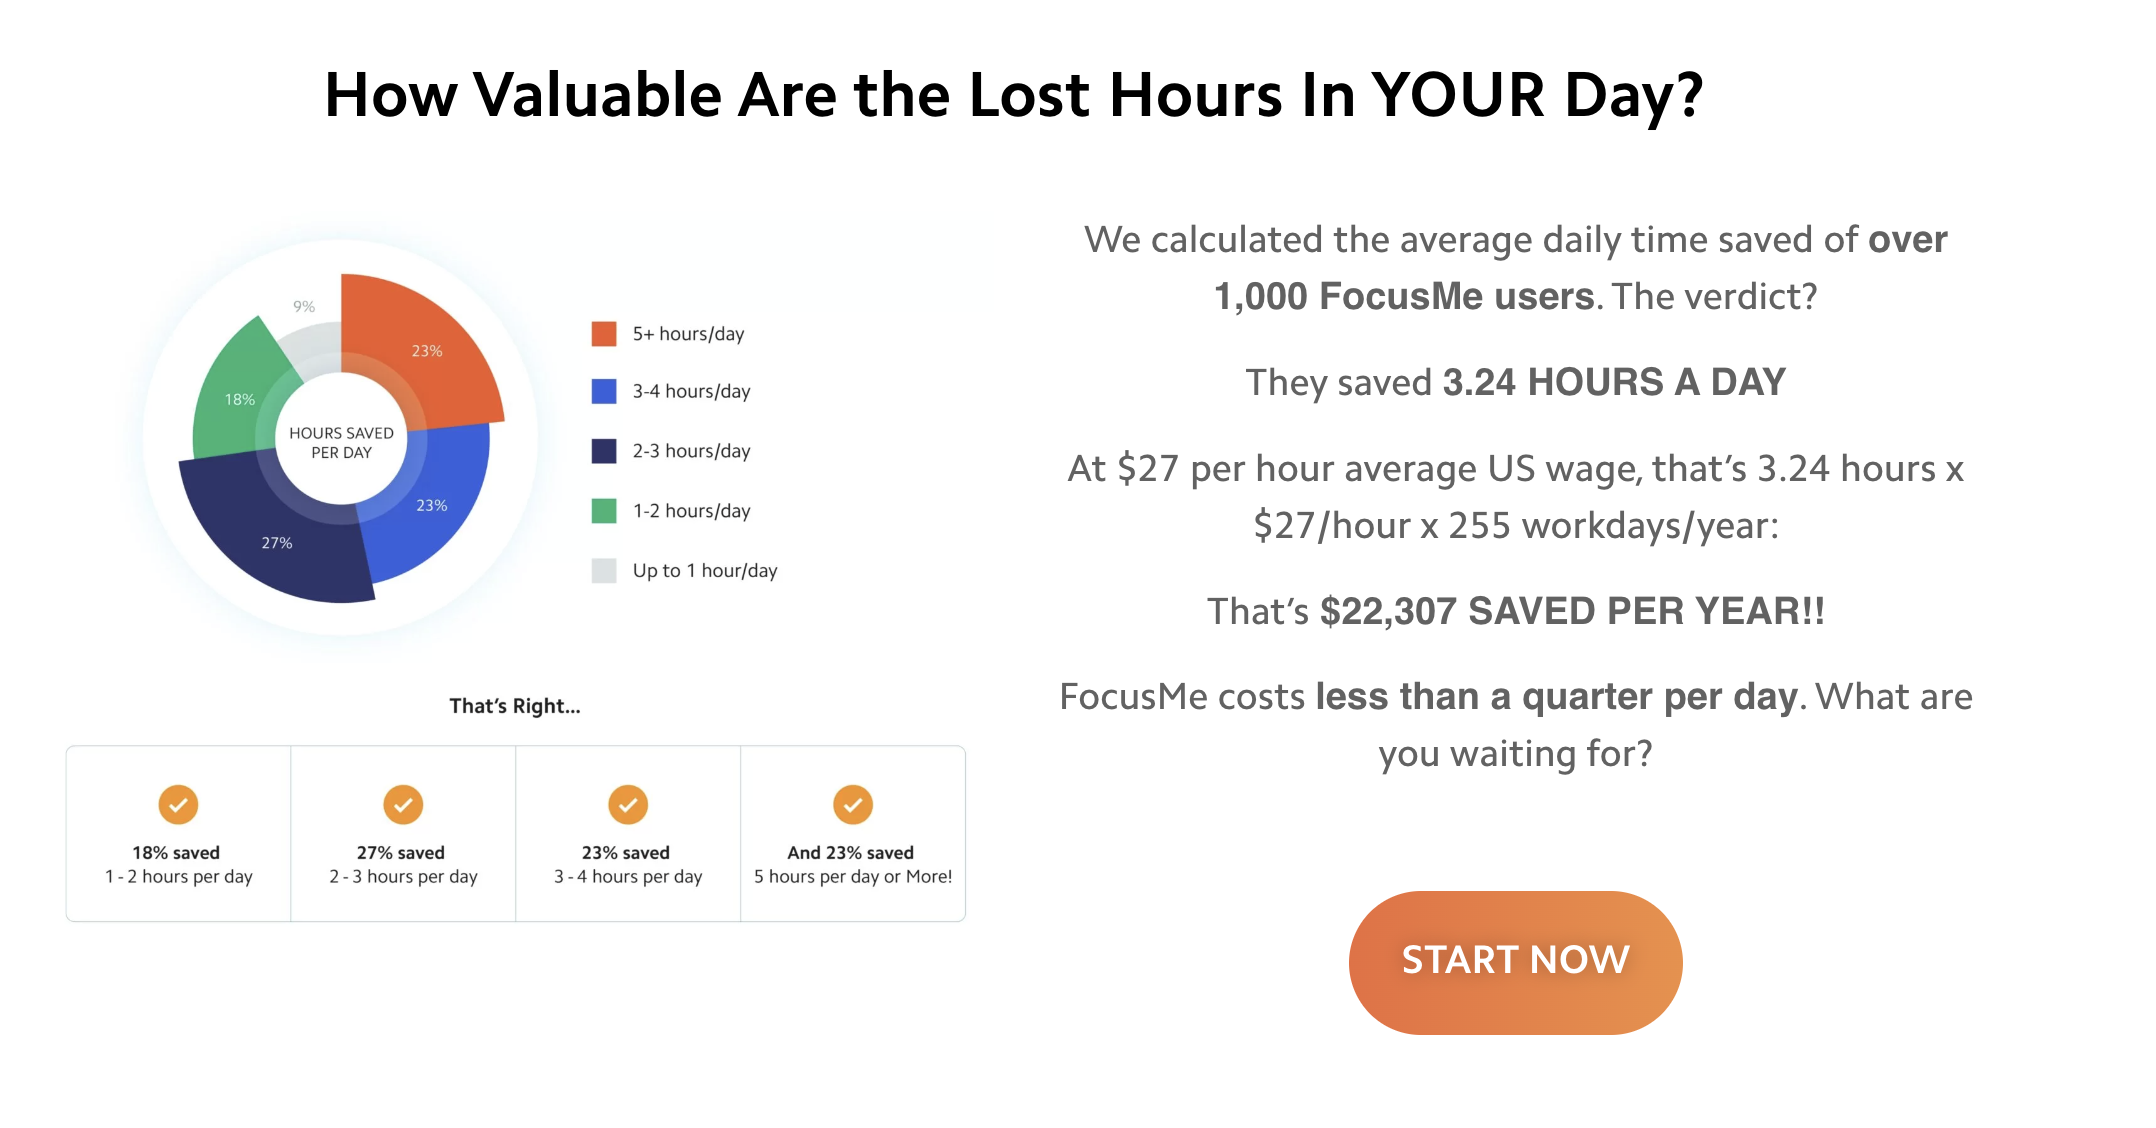 How Valuable Are the Lost Hours In YOUR Day?
9%
23%
18%
HOURS SAVED
PER DAY
23%
27%
5+ hours/day
3-4 hours/day
2-3 hours/day
1-2 hours/day
Up to 1 hour/day
That’s Right...
18% saved
1 - 2 hours per day
27% saved
2 - 3 hours per day
23% saved
3 - 4 hours per day
And 23% saved
5 hours per day or More!
We calculated the average daily time saved of over
1,000 FocusMe users. The verdict?
They saved 3.24 HOURS A DAY
At $27 per hour average US wage, that’s 3.24 hours x
$27/hour x 255 workdays/year:
That’s $22,307 SAVED PER YEAR!!
FocusMe costs less than a quarter per day. What are
you waiting for?
START NOW